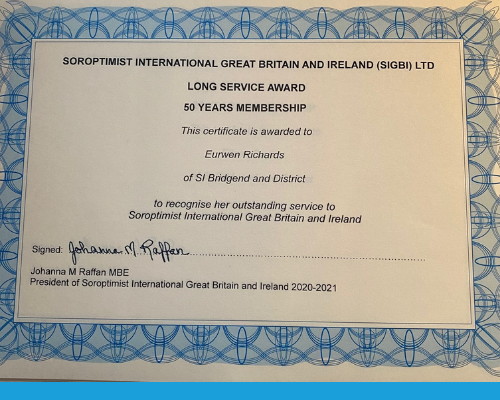 SOROPTIMIST INTERNATIONAL GREAT BRITAIN AND IRELAND (SIGBI) LTD
LONG SERVICE AWARD
50 YEARS MEMBERSHIP
This certificate is awarded to
Eurwen Richards
of SI Bridgend and District
to recognise her outstanding service to
Soroptimist International Great Britain and Ireland
Signed: Johanna M. Raffan
Johanna M Raffan MBE
President of Soroptimist International Great Britain and Ireland 2020-2021